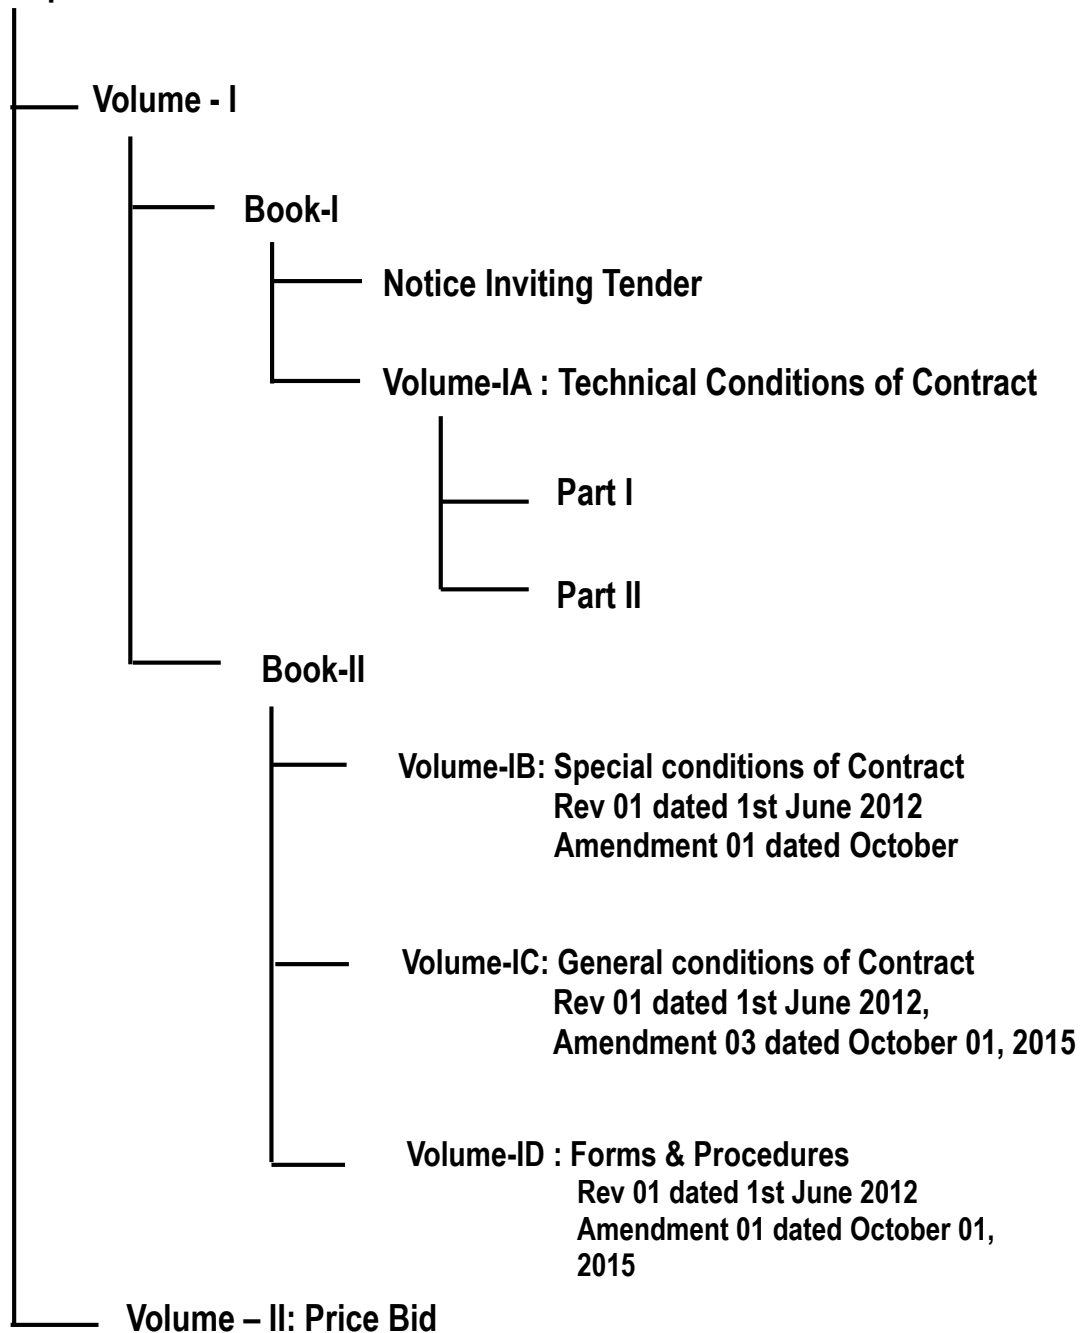 Volume - I
Book-I
Notice Inviting Tender
Volume-IA : Technical Conditions of Contract
Part I
Part II
Book-II
Volume-IB: Special conditions of Contract
Rev 01 dated 1st June 2012
Amendment 01 dated October
Volume-IC: General conditions of Contract
Rev 01 dated 1st June 2012,
Amendment 03 dated October 01, 2015
Volume-ID : Forms & Procedures
Rev 01 dated 1st June 2012
Amendment 01 dated October 01,
2015
Volume – II: Price Bid